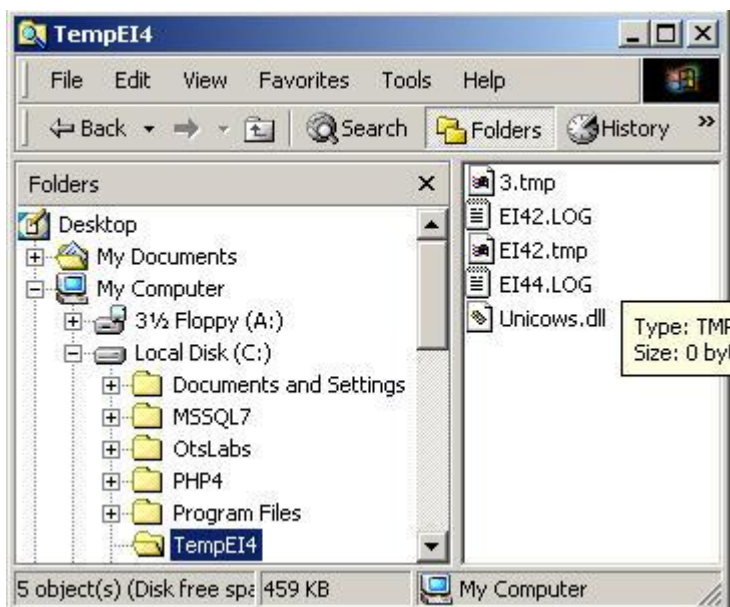 TempEI4
File Edit View Favorites Tools Help
Back Search Folders History »
Folders
Desktop
My Documents
My Computer
3½ Floppy (A:)
Local Disk (C:)
Documents and Settings
MSSQL7
OtsLabs
PHP4
Program Files
TempEI4
3.tmp
EI42.LOG
EI42.tmp
EI44.LOG
Unicows.dll
Type: TMP
Size: 0 by
5 object(s) (Disk free spa 459 KB My Computer